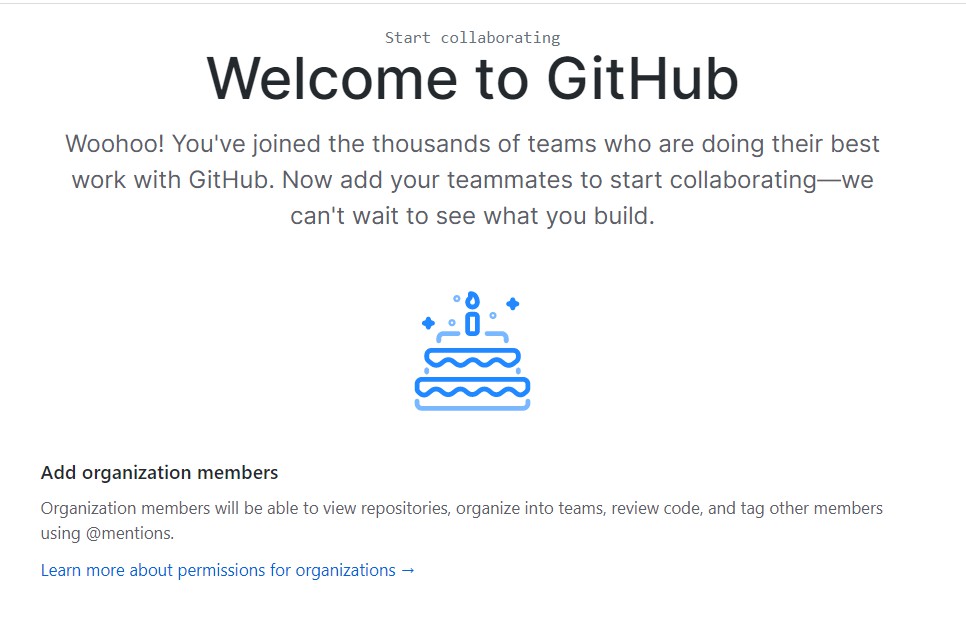 Start collaborating
Welcome to GitHub
Woohoo! You've joined the thousands of teams who are doing their best
work with GitHub. Now add your teammates to start collaborating—we
can't wait to see what you build.
Add organization members
Organization members will be able to view repositories, organize into teams, review code, and tag other members
using @mentions.
Learn more about permissions for organizations →